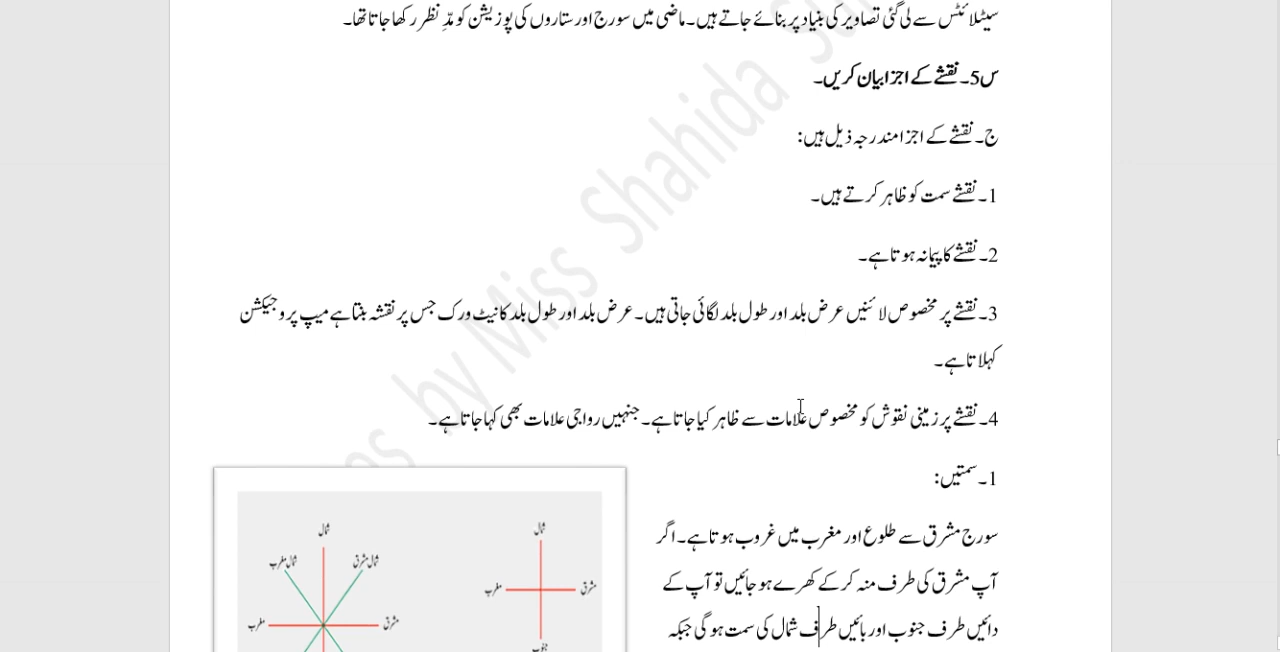 سیٹلائٹس سے لی گئی تصاویر کی بنیاد پر بنائے جاتے ہیں۔ ماضی میں سورج اور ستاروں کی پوزیشن کو مدِّ نظر رکھا جاتا تھا۔
س5۔ نقشے کے اجزا بیان کریں۔
ج۔ نقشے کے اجزا مندرجہ ذیل ہیں:
1۔ نقشے سمت کو ظاہر کرتے ہیں۔
2۔ نقشے کا پیمانہ ہوتا ہے۔
3۔ نقشے پر مخصوص لائنیں عرض بلد اور طول بلد لگائی جاتی ہیں۔ عرض بلد اور طول بلد کا نیٹ ورک جس پر نقشہ بنتا ہے میپ پروجیکشن
کہلاتا ہے۔
4۔ نقشے پر زمینی نقوش کو مخصوص علامات سے ظاہر کیا جاتا ہے۔ جنہیں رواجی علامات بھی کہا جاتا ہے۔
1۔ سمتیں:
سورج مشرق سے طلوع اور مغرب میں غروب ہوتا ہے۔ اگر
آپ مشرق کی طرف منہ کر کے کھرے ہو جائیں تو آپ کے
دائیں طرف جنوب اور بائیں طرف شمال کی سمت ہو گی جبکہ
شمال
مشرق
مغرب
جنوب
شمال
شمال مشرق
شمال مغرب
مشرق
مغرب
by Miss Shahida